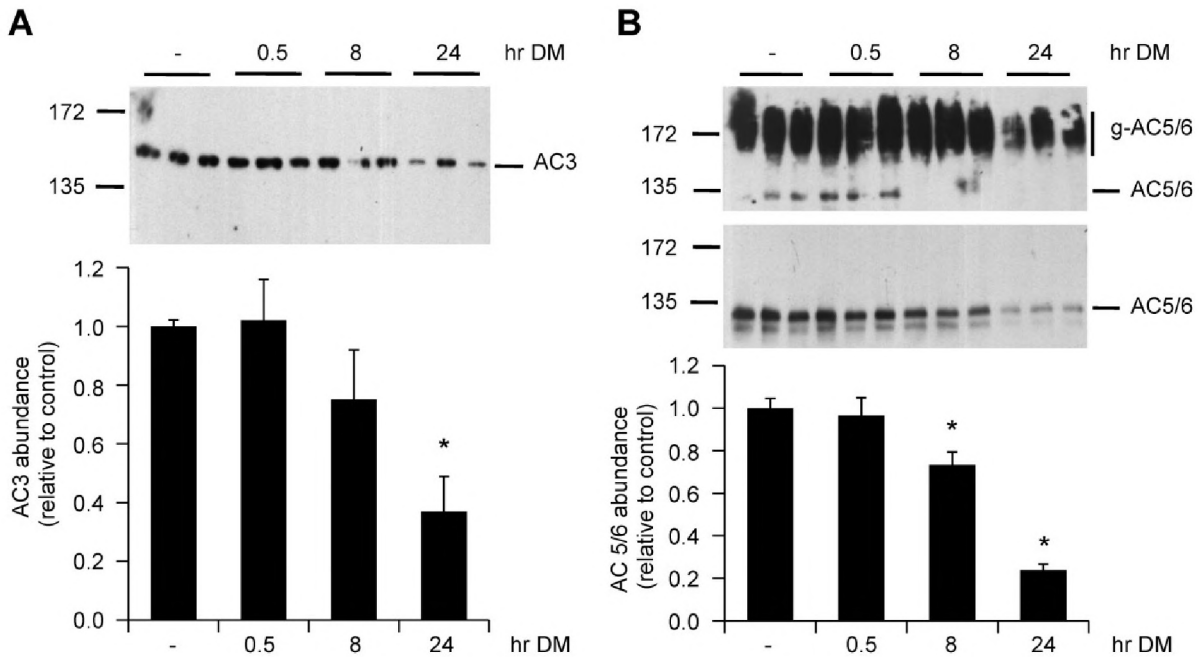 A
- 0.5 8 24 hr DM
172
135
AC3
1.2
1.0
0.8
0.6
0.4
0.2
0.0
AC3 abundance
(relative to control)
*
- 0.5 8 24 hr DM
B
- 0.5 8 24 hr DM
172
135
g-AC5/6
AC5/6
172
135
AC5/6
1.2
1.0
0.8
0.6
0.4
0.2
0.0
AC 5/6 abundance
(relative to control)
*
*
- 0.5 8 24 hr DM